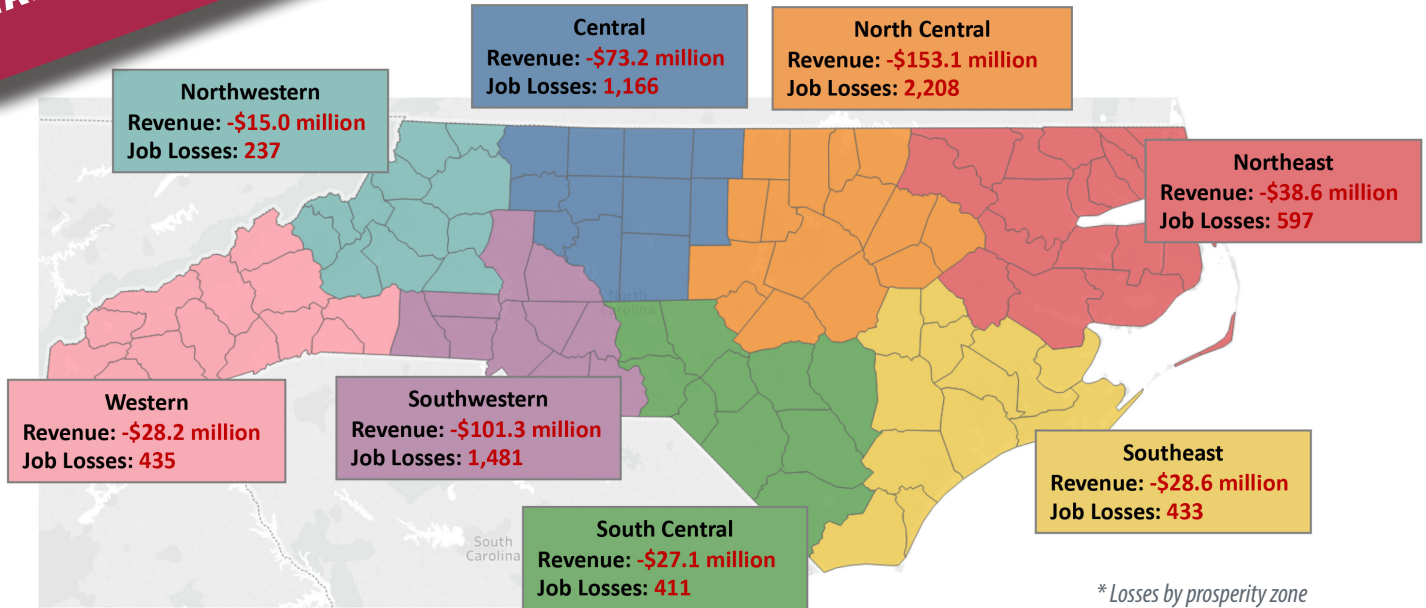 Central
Revenue: -$73.2 million
Job Losses: 1,166
North Central
Revenue: -$153.1 million
Job Losses: 2,208
Northwestern
Revenue: -$15.0 million
Job Losses: 237
Northeast
Revenue: -$38.6 million
Job Losses: 597
North
Carolina
Western
Revenue: -$28.2 million
Job Losses: 435
Southwestern
Revenue: -$101.3 million
Job Losses: 1,481
Southeast
Revenue: -$28.6 million
Job Losses: 433
South
Carolina
South Central
Revenue: -$27.1 million
Job Losses: 411
* Losses by prosperity zone